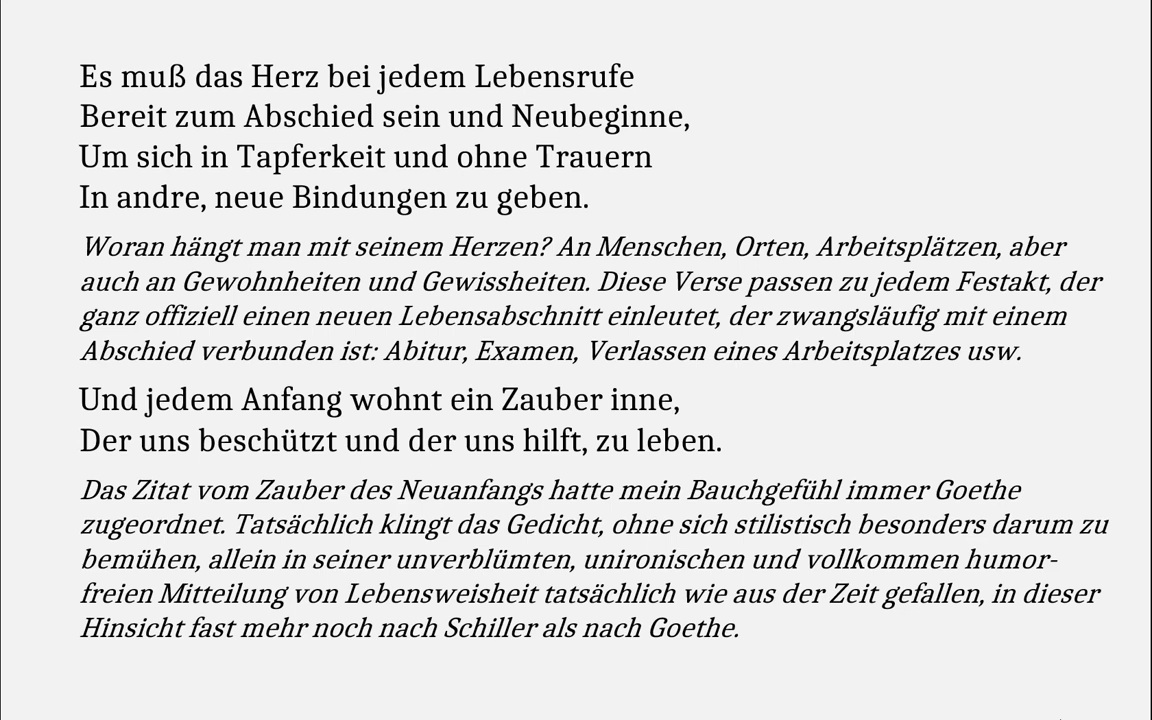 Es muß das Herz bei jedem Lebensrufe
Bereit zum Abschied sein und Neubeginne,
Um sich in Tapferkeit und ohne Trauern
In andre, neue Bindungen zu geben.
Woran hängt man mit seinem Herzen? An Menschen, Orten, Arbeitsplätzen, aber
auch an Gewohnheiten und Gewissheiten. Diese Verse passen zu jedem Festakt, der
ganz offiziell einen neuen Lebensabschnitt einleutet, der zwangsläufig mit einem
Abschied verbunden ist: Abitur, Examen, Verlassen eines Arbeitsplatzes usw.
Und jedem Anfang wohnt ein Zauber inne,
Der uns beschützt und der uns hilft, zu leben.
Das Zitat vom Zauber des Neuanfangs hatte mein Bauchgefühl immer Goethe
zugeordnet. Tatsächlich klingt das Gedicht, ohne sich stilistisch besonders darum zu
bemühen, allein in seiner unverblümten, unironischen und vollkommen humor-
freien Mitteilung von Lebensweisheit tatsächlich wie aus der Zeit gefallen, in dieser
Hinsicht fast mehr noch nach Schiller als nach Goethe.